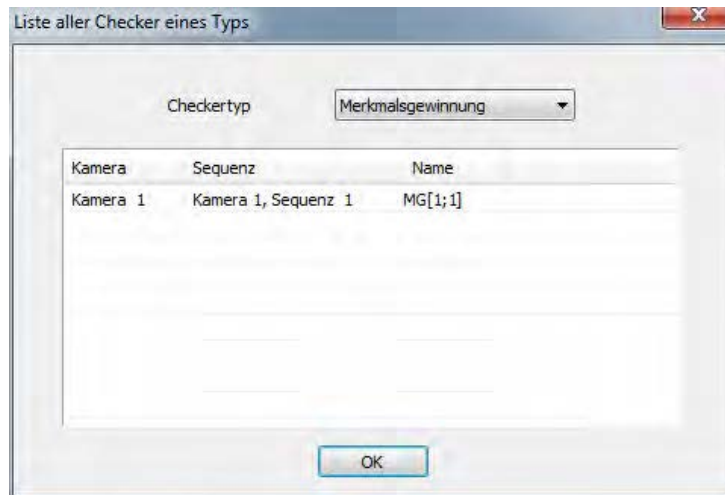 Liste aller Checker eines Typs
Checkertyp Merkmalsgewinnung
Kamera Sequenz Name
Kamera 1 Kamera 1, Sequenz 1 MG[1;1]
OK